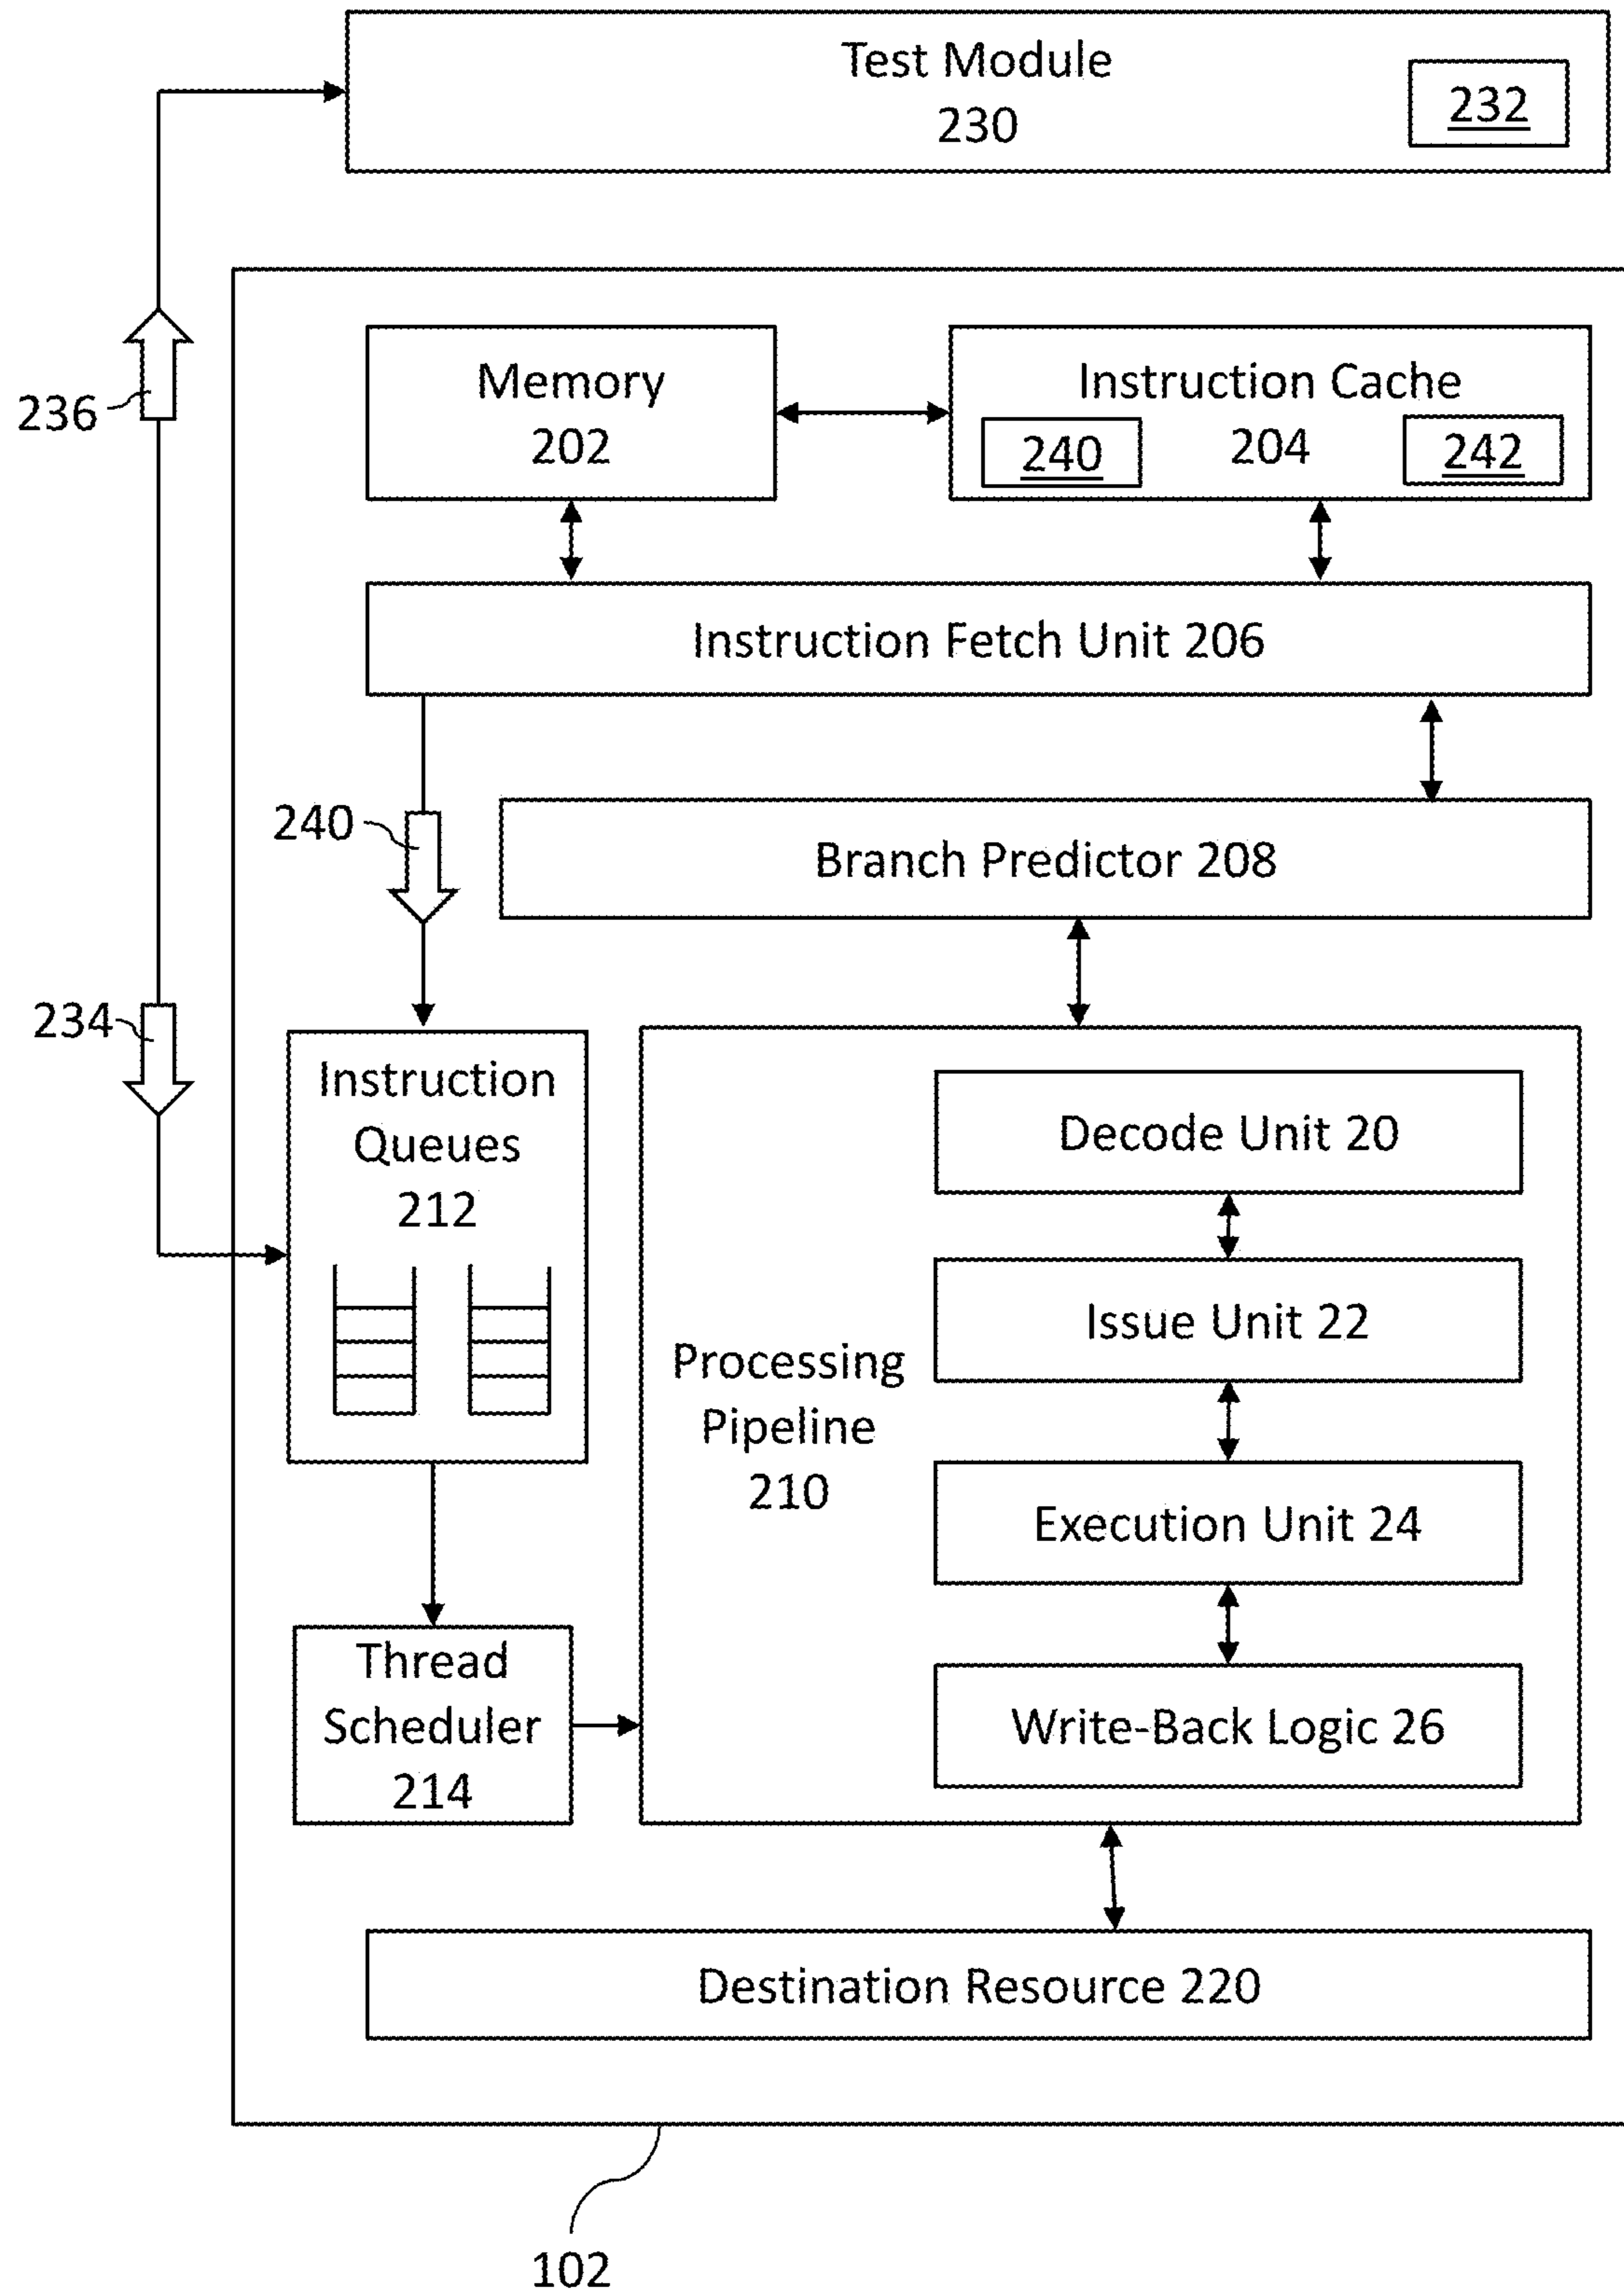 Test Module
230
232
236
Memory
202
Instruction Cache
240
204
242
Instruction Fetch Unit 206
240
Branch Predictor 208
234
Instruction
Queues
212
Decode Unit 20
Issue Unit 22
Processing
Pipeline
210
Execution Unit 24
Thread
Scheduler
214
Write-Back Logic 26
Destination Resource 220
102